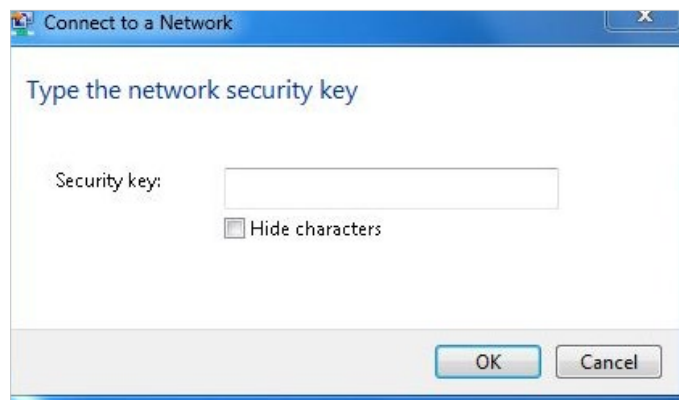 Connect to a Network
X
Type the network security key
Security key:
Hide characters
OK
Cancel